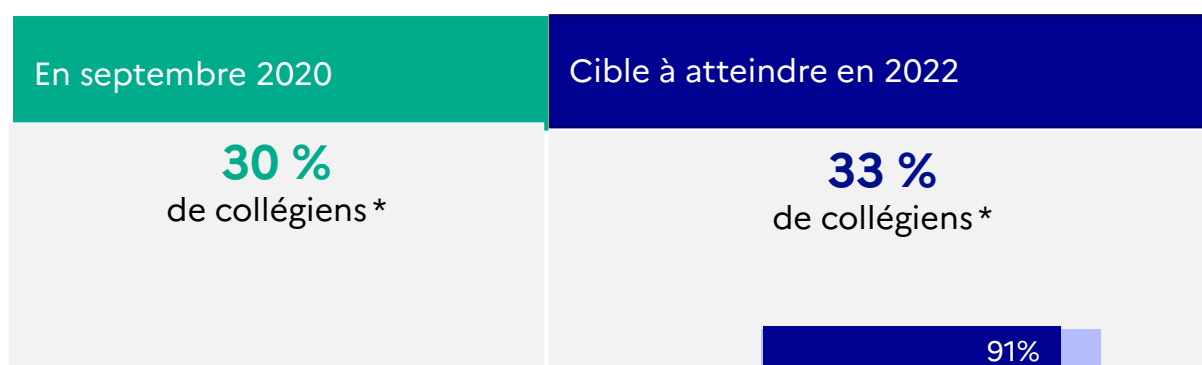 En septembre 2020
Cible à atteindre en 2022
30 %
de collégiens *
33 %
de collégiens *
91%